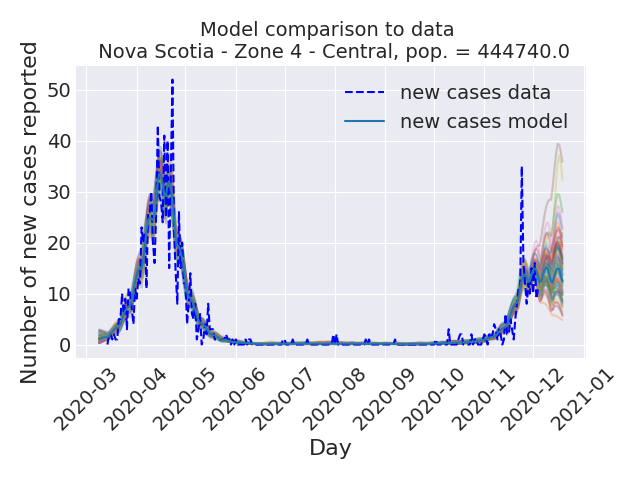 Model comparison to data
Nova Scotia - Zone 4 - Central, pop. = 444740.0
Number of new cases reported
50
40
30
20
10
0
new cases data
new cases model
2020-03
2020-04
2020-05
2020-06
2020-07
2020-08
2020-09
2020-10
2020-11
2020-12
2021-01
Day